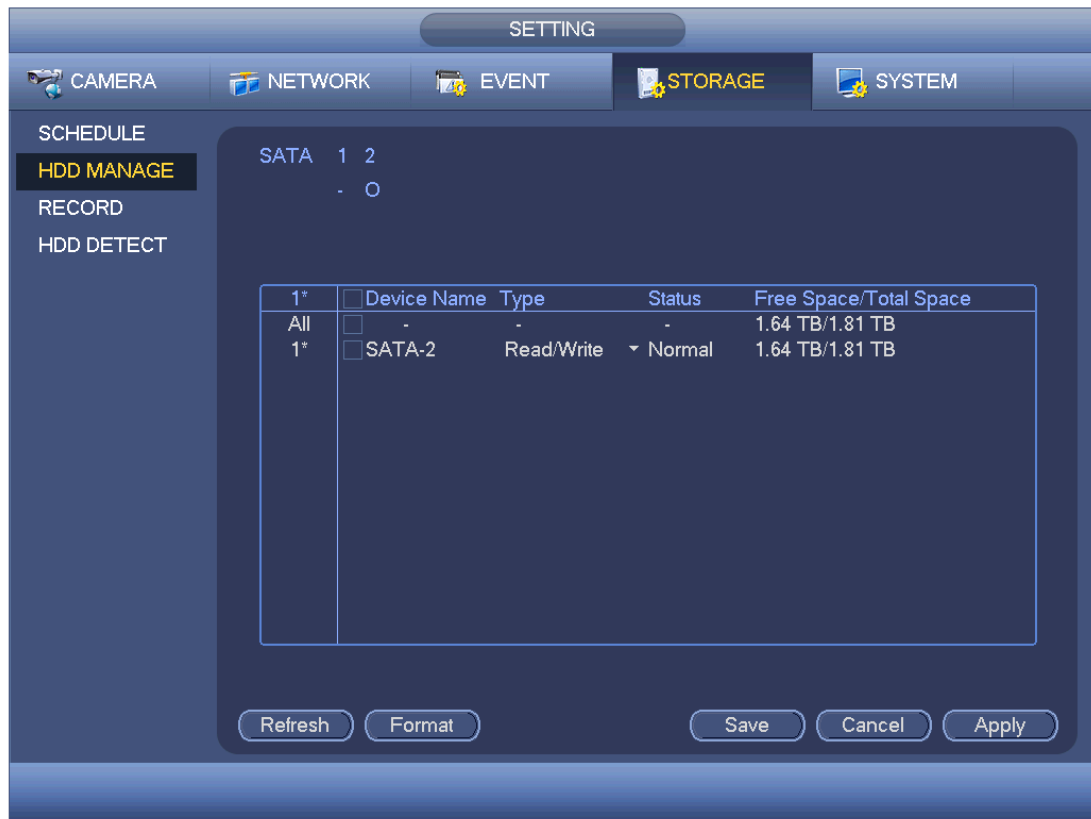 SETTING
CAMERA NETWORK EVENT STORAGE SYSTEM
SCHEDULE
HDD MANAGE
RECORD
HDD DETECT
SATA 1 2
- O
1* Device Name Type Status Free Space/Total Space
All - - - 1.64 TB/1.81 TB
1* SATA-2 Read/Write Normal 1.64 TB/1.81 TB
Refresh Format Save Cancel Apply